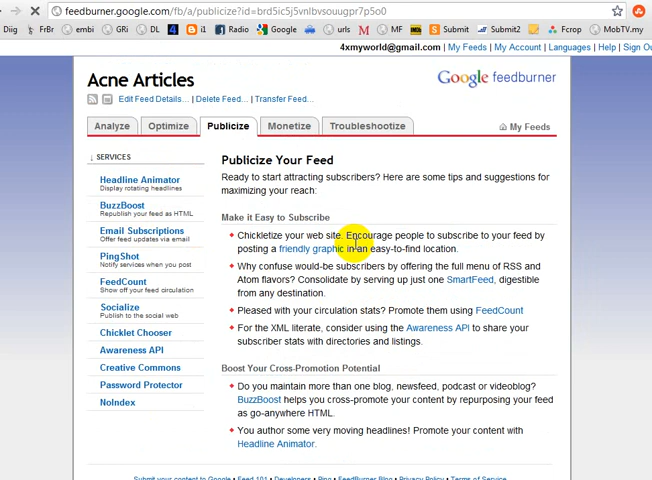 feedburner.google.com/fb/a/publicize?id=brd5ic5j5vnlbvsouugpr7p5o0
Diig FrBr embi GRi DL i1 Radio urls MF IMG Submit Submit2 Fcrop MobTV.my
4xmyworld@gmail.com | My Feeds | My Account | Languages | Help | Sign Ou
Acne Articles
Google feedburner
Edit Feed Details... | Delete Feed... | Transfer Feed...
Analyze Optimize Publicize Monetize Troubleshootize My Feeds
↓ SERVICES
Headline Animator
Display rotating headlines
BuzzBoost
Republish your feed as HTML
Email Subscriptions
Offer feed updates via email
PingShot
Notify services when you post
FeedCount
Show off your feed circulation
Socialize
Publish to the social web
Chicklet Chooser
Awareness API
Creative Commons
Password Protector
NoIndex
Publicize Your Feed
Ready to start attracting subscribers? Here are some tips and suggestions for
maximizing your reach:
Make it Easy to Subscribe
Chickletize your web site. Encourage people to subscribe to your feed by
posting a friendly graphic in an easy-to-find location.
Why confuse would-be subscribers by offering the full menu of RSS and
Atom flavors? Consolidate by serving up just one SmartFeed, digestible
from any destination.
Pleased with your circulation stats? Promote them using FeedCount
For the XML literate, consider using the Awareness API to share your
subscriber stats with directories and listings.
Boost Your Cross-Promotion Potential
Do you maintain more than one blog, newsfeed, podcast or videoblog?
BuzzBoost helps you cross-promote your content by repurposing your feed
as go-anywhere HTML.
You author some very moving headlines! Promote your content with
Headline Animator.
Submit your content to Google • Feed 101 • Developers • Ping • FeedBurner Blog • Privacy Policy • Terms of Service